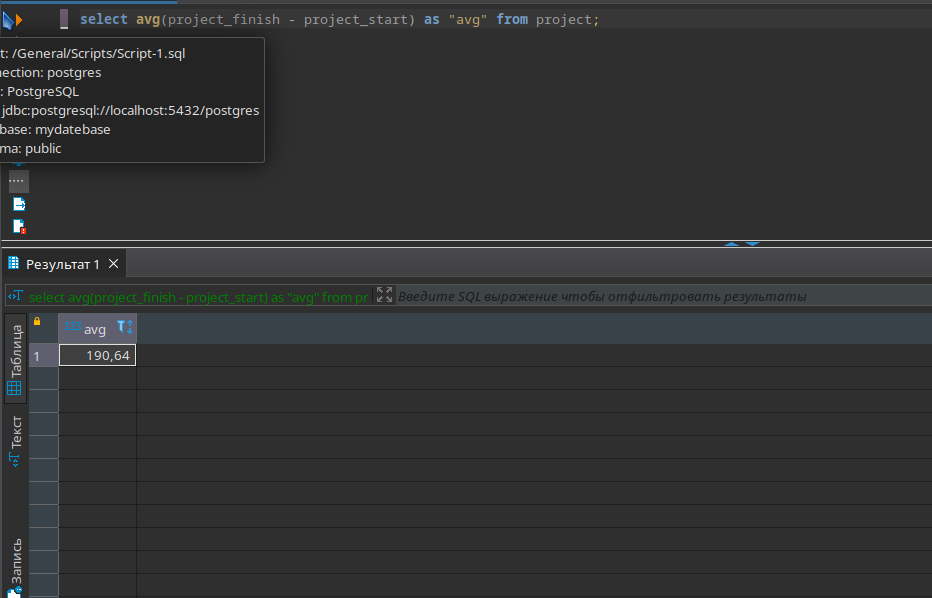 select avg(project_finish - project_start) as "avg" from project;
t: /General/Scripts/Script-1.sql
nection: postgres
: PostgreSQL
jdbc:postgresql://localhost:5432/postgres
base: mydatebase
ma: public
Результат 1
select avg(project_finish - project_start) as "avg" from pr
Введите SQL выражение чтобы отфильтровать результаты
Таблица
123 avg
1 190,64
Текст
Запись